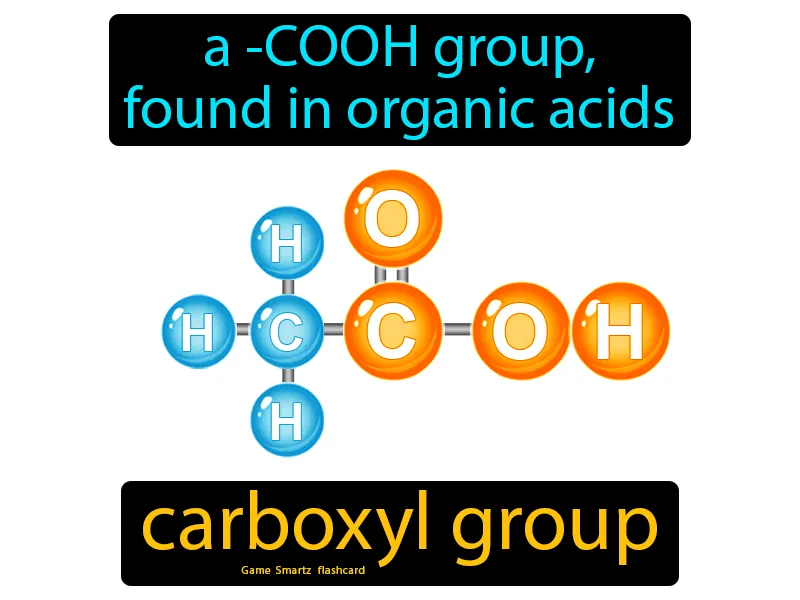 a -COOH group,
found in organic acids
O
H
H C C O H
H
carboxyl group
Game Smartz flashcard